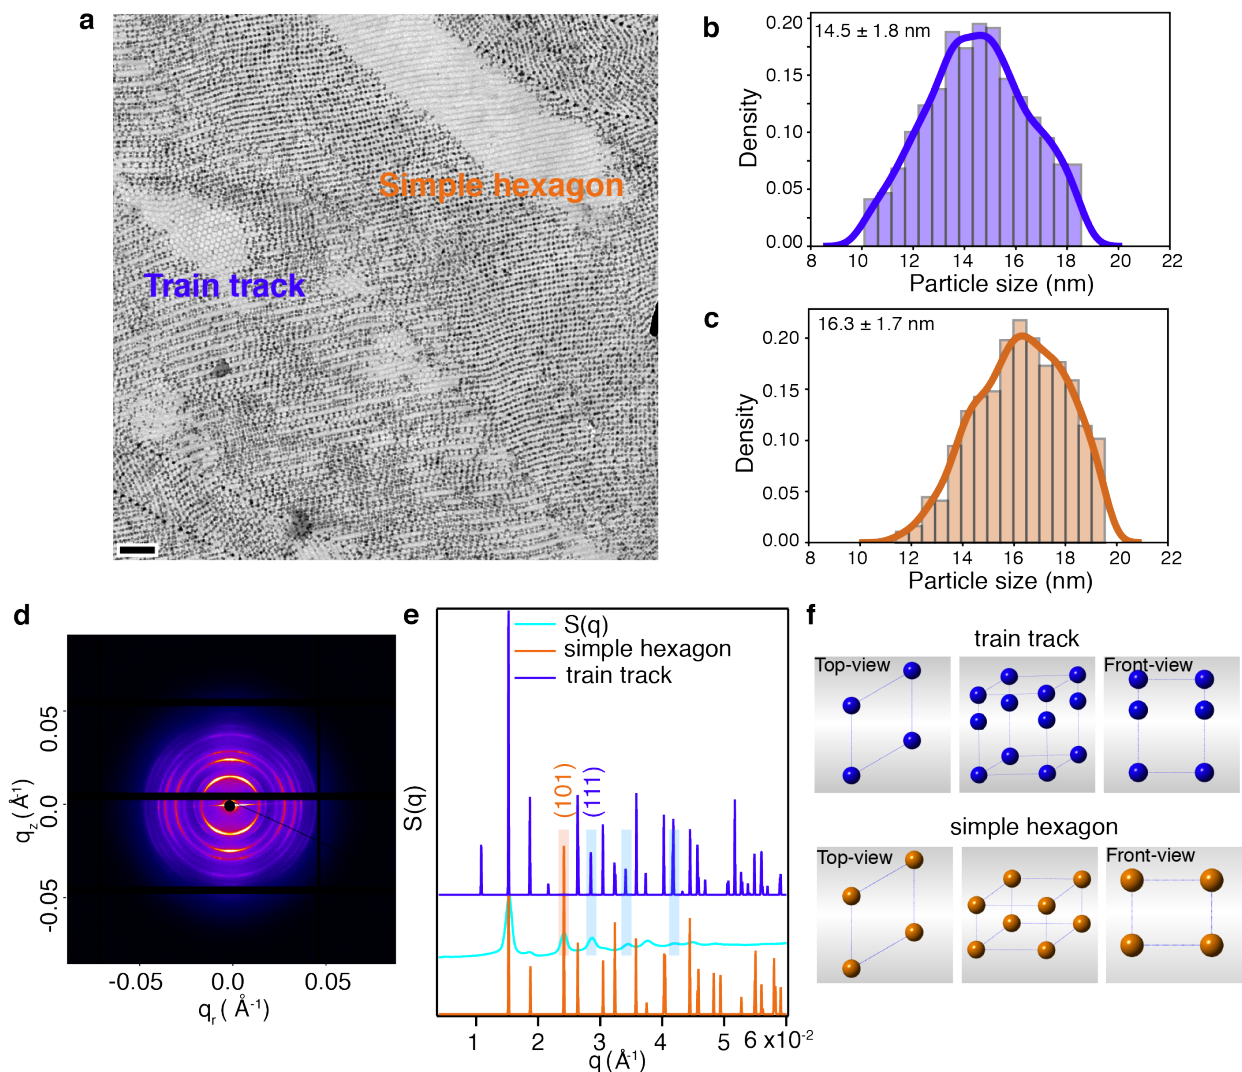 a
Simple hexagon
Train track
b
14.5 ± 1.8 nm
Density
0.20
0.15
0.10
0.05
0.00
8 10 12 14 16 18 20 22
Particle size (nm)
c
16.3 ± 1.7 nm
Density
0.20
0.15
0.10
0.05
0.00
8 10 12 14 16 18 20 22
Particle size (nm)
d
q_z (Å⁻¹)
0.05
0.0
-0.05
-0.05 0.0 0.05
q_r ( Å⁻¹)
e
S(q)
simple hexagon
train track
(101)
(111)
S(q)
1 2 3 4 5 6 x10⁻²
q (Å⁻¹)
f
train track
Top-view
Front-view
simple hexagon
Top-view
Front-view